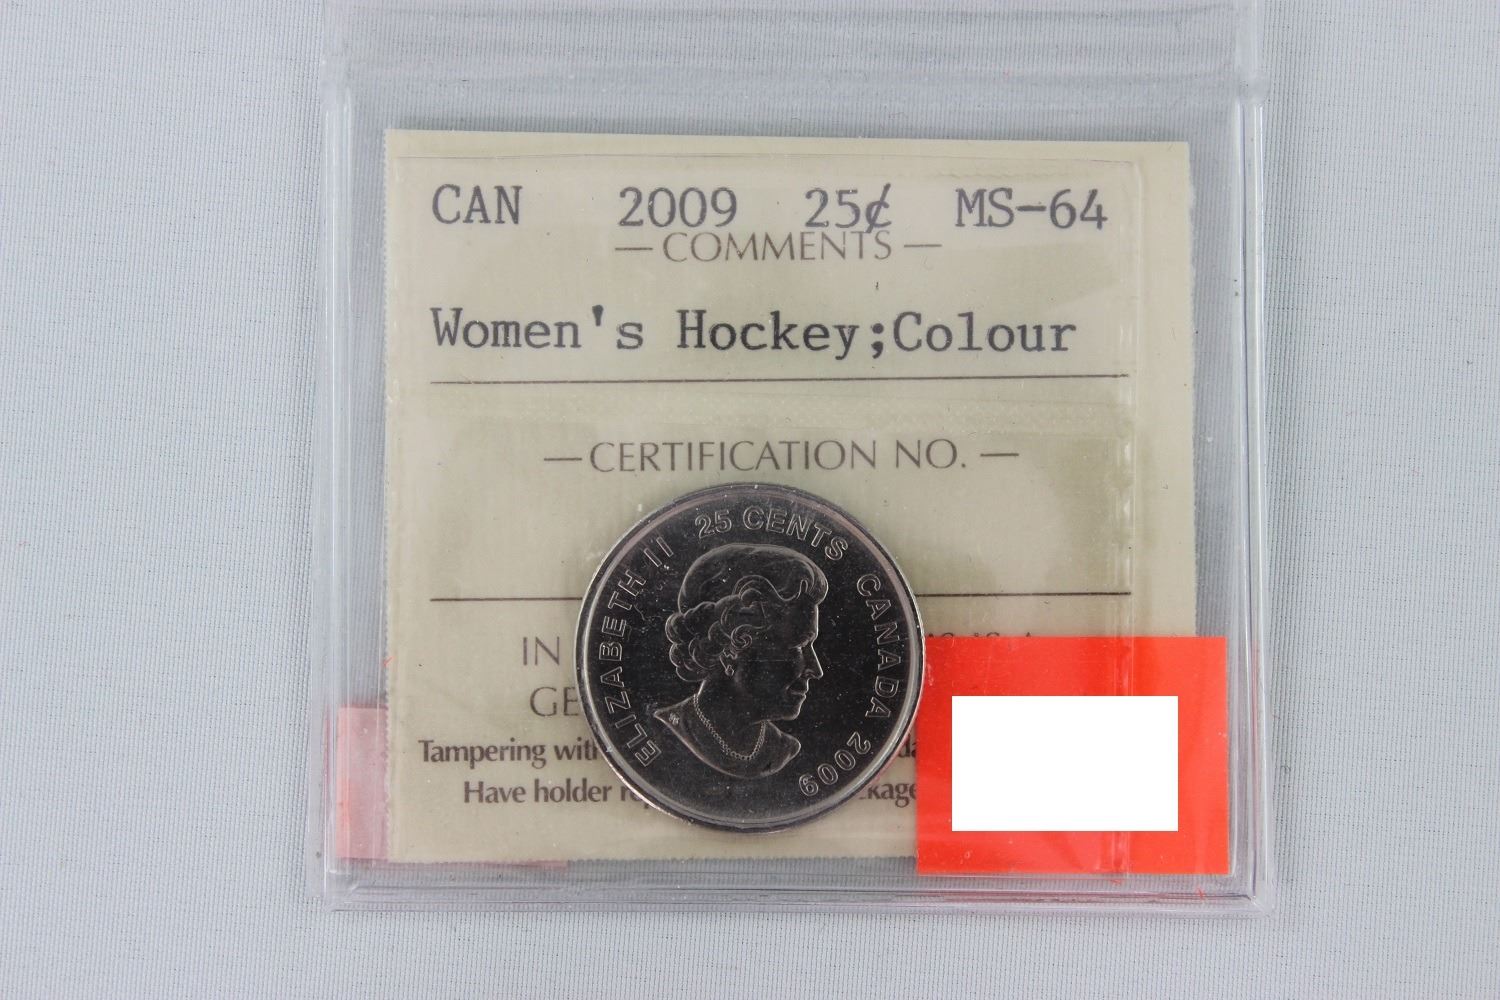 CAN 2009 25¢ MS-64
— COMMENTS —
Women's Hockey;Colour
— CERTIFICATION NO. —
ELIZABETH II 25 CENTS CANADA 2009
IN
Tampering with
Have holder